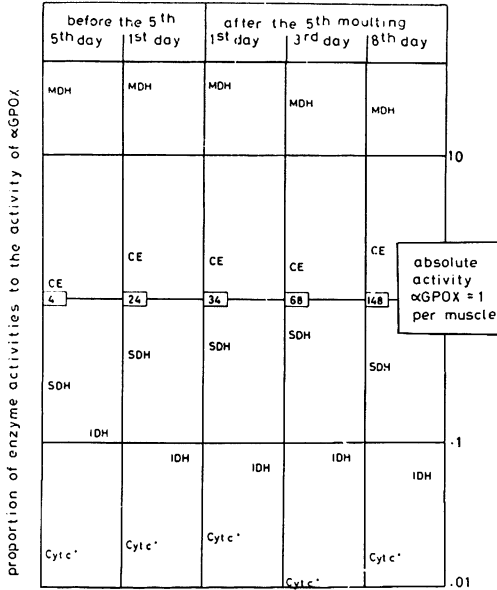 before the 5th
after the 5th moulting
5th day
1st day
1st day
3rd day
8th day
proportion of enzyme activities to the activity of αGPOX
MDH
MDH
MDH
MDH
MDH
10
CE
CE
CE
CE
CE
4
24
34
68
148
absolute
activity
αGPOX = 1
per muscle
SDH
SDH
SDH
SDH
SDH
IDH
IDH
IDH
IDH
IDH
.1
Cytc*
Cytc*
Cytc*
Cytc*
Cytc*
.01